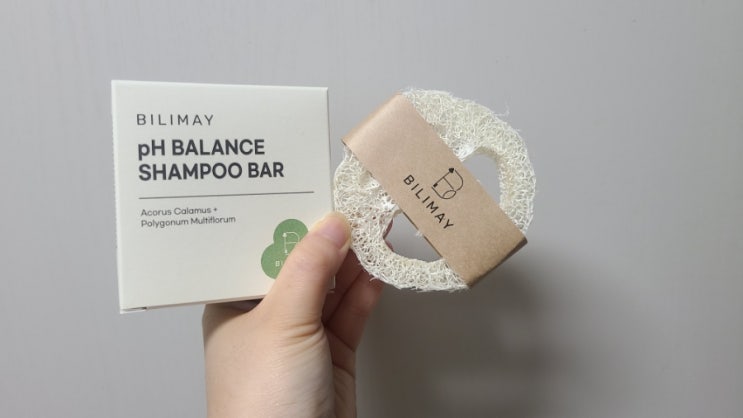 BILIMAY
pH BALANCE
SHAMPOO BAR
Acorus Calamus +
Polygonum Multiflorum
BILIMAY